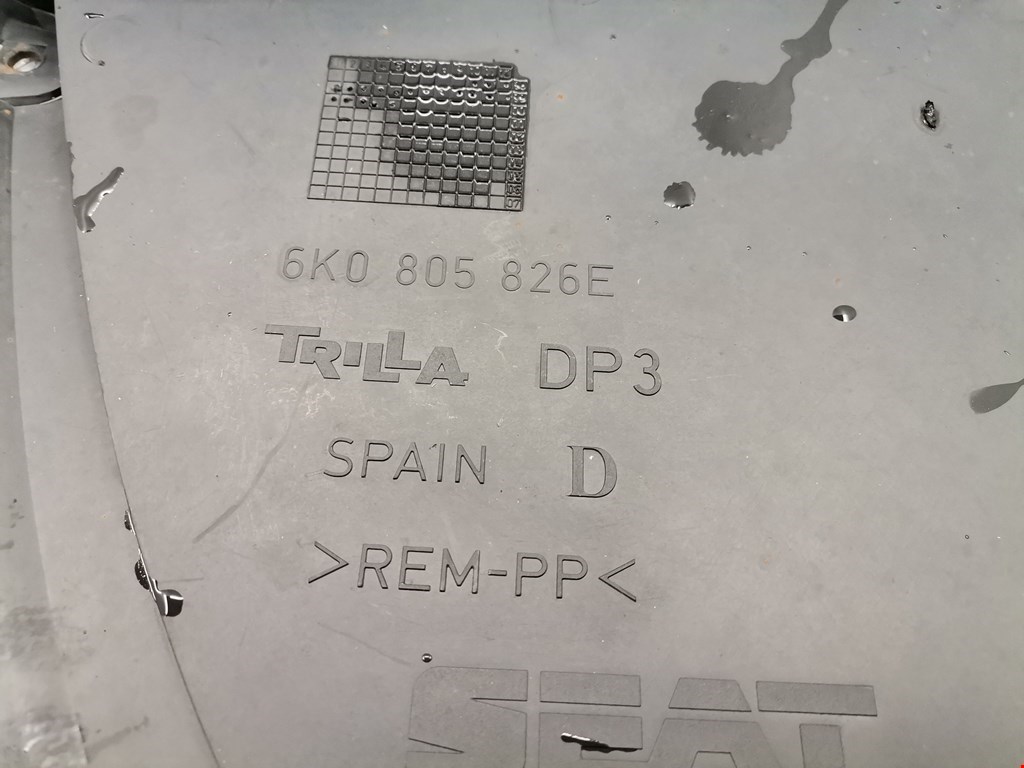 6K0 805 826E
TRILLA DP3
SPAIN D
>REM-PP<
SEAT